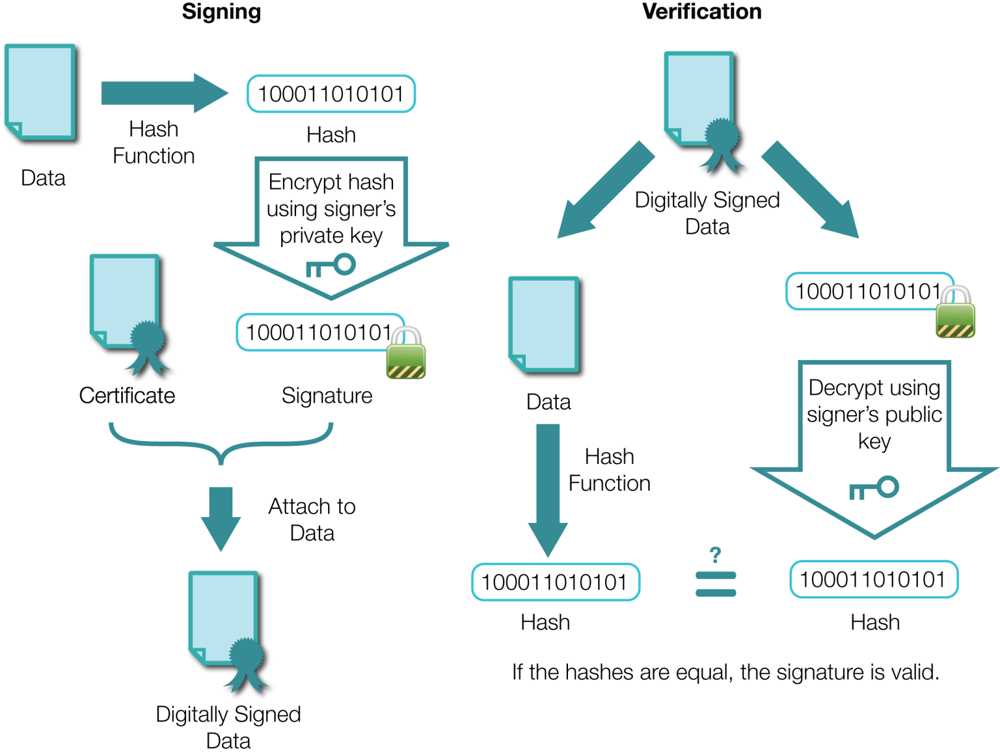 Signing
Data
Hash
Function
100011010101
Hash
Encrypt hash
using signer’s
private key
Certificate
100011010101
Signature
Attach to
Data
Digitally Signed
Data
Verification
Digitally Signed
Data
Data
Hash
Function
100011010101
Hash
100011010101
Decrypt using
signer’s public
key
?
100011010101
Hash
If the hashes are equal, the signature is valid.